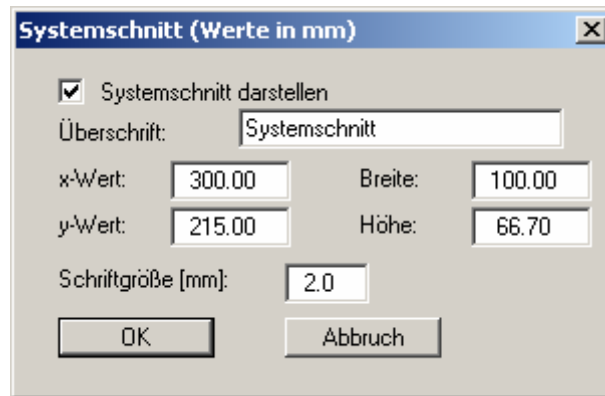 Systemschnitt (Werte in mm)
Systemschnitt darstellen
Überschrift: Systemschnitt
x-Wert: 300.00 Breite: 100.00
y-Wert: 215.00 Höhe: 66.70
Schriftgröße [mm]: 2.0
OK Abbruch